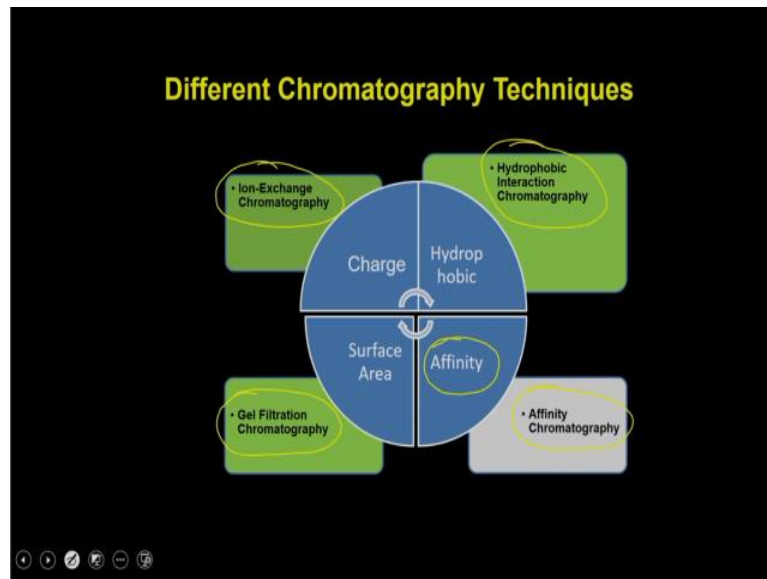 Different Chromatography Techniques
• Ion-Exchange
Chromatography
• Hydrophobic
Interaction
Chromatography
Charge
Hydrop
hobic
Surface
Area
Affinity
• Gel Filtration
Chromatography
• Affinity
Chromatography